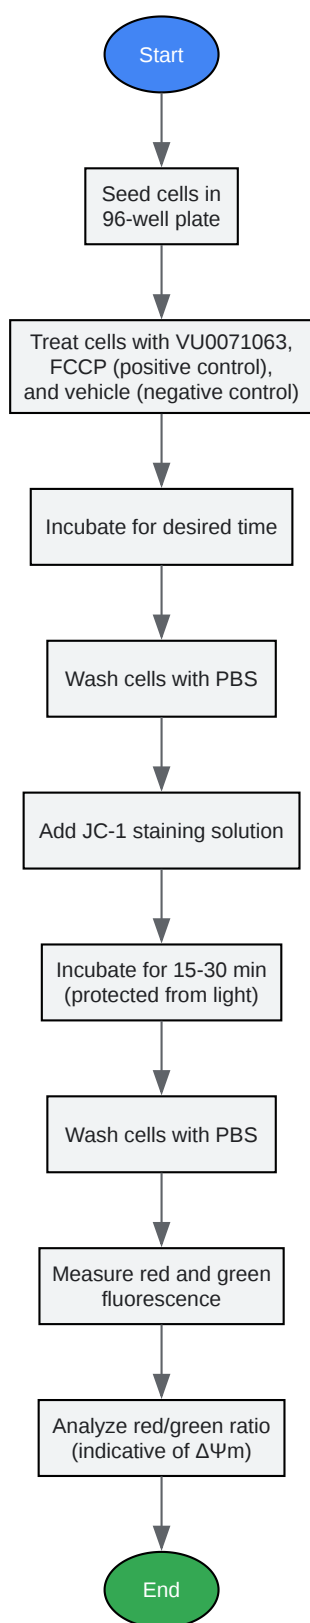 Start
Seed cells in
96-well plate
Treat cells with VU0071063,
FCCP (positive control),
and vehicle (negative control)
Incubate for desired time
Wash cells with PBS
Add JC-1 staining solution
Incubate for 15-30 min
(protected from light)
Wash cells with PBS
Measure red and green
fluorescence
Analyze red/green ratio
(indicative of ΔΨm)
End